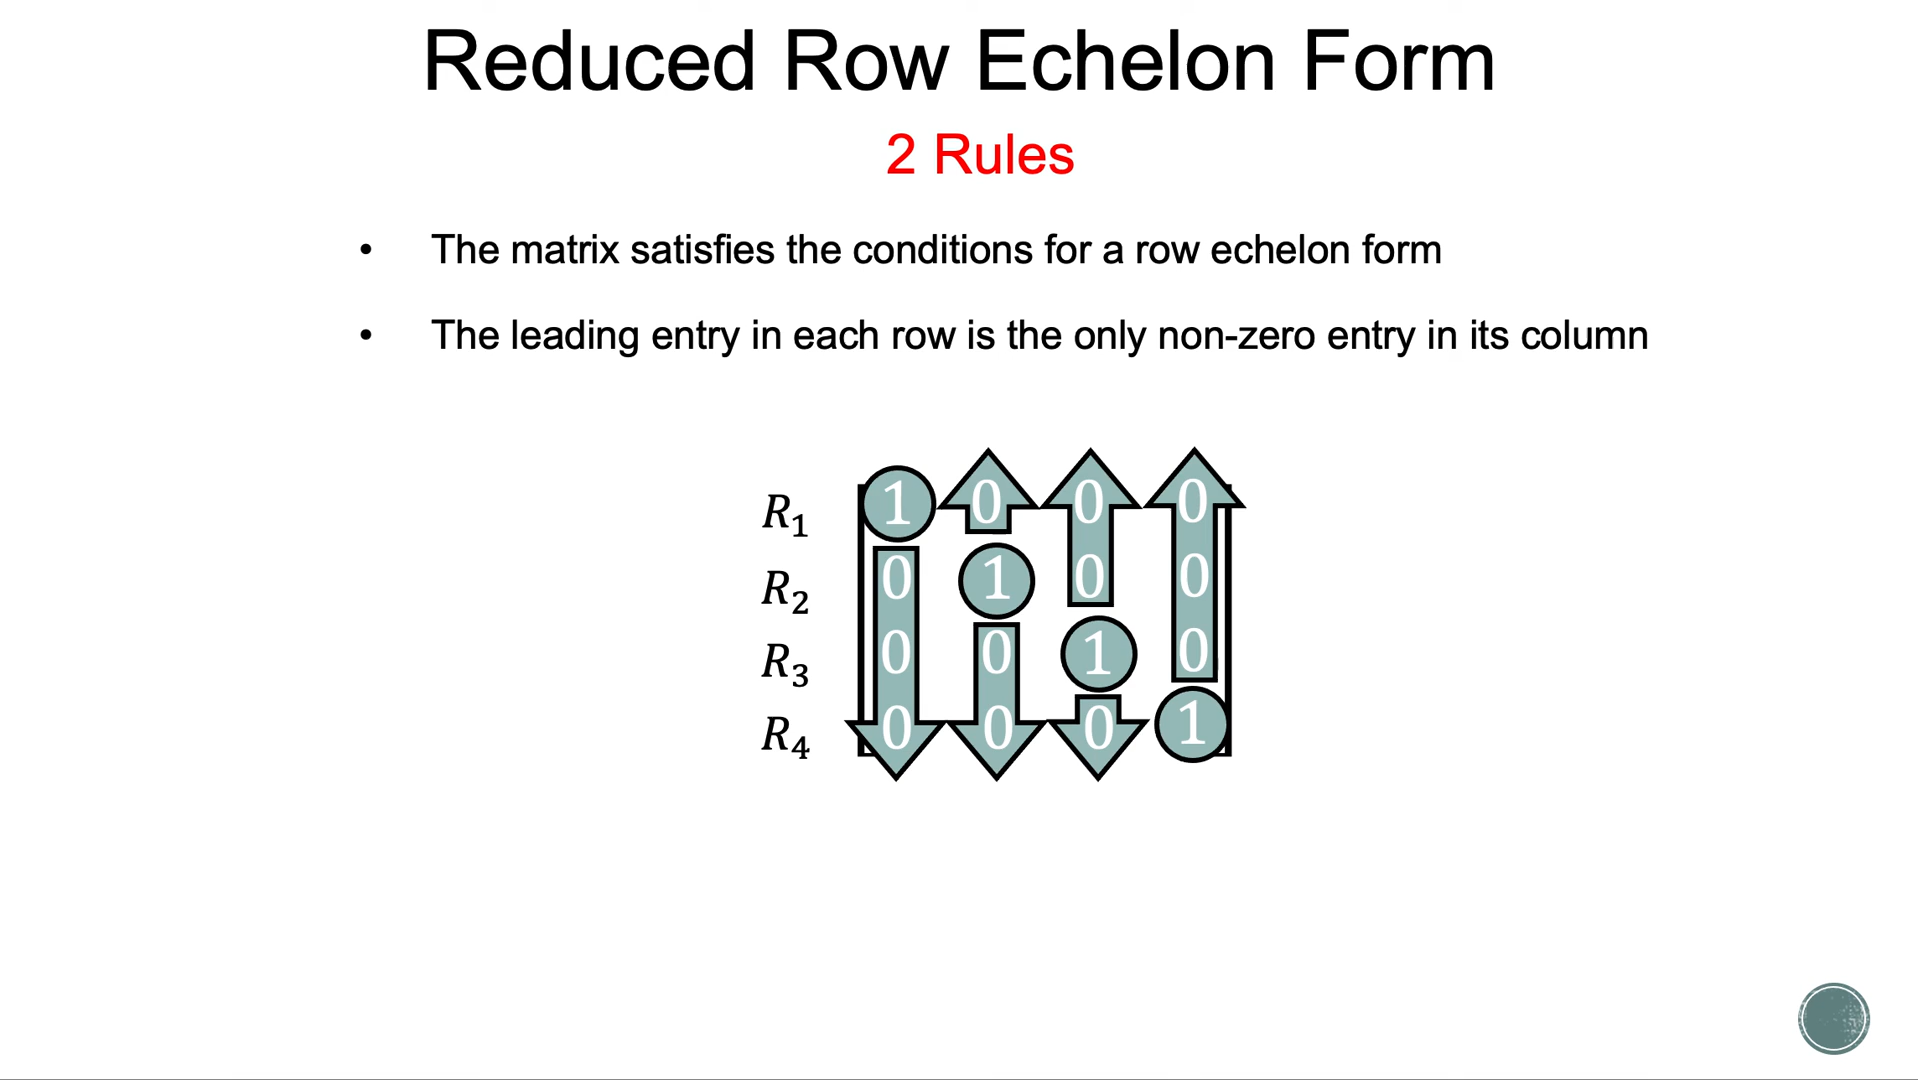 Reduced Row Echelon Form
2 Rules
• The matrix satisfies the conditions for a row echelon form
• The leading entry in each row is the only non-zero entry in its column
R₁ 1 0 0 0
R₂ 0 1 0 0
R₃ 0 0 1 0
R₄ 0 0 0 1